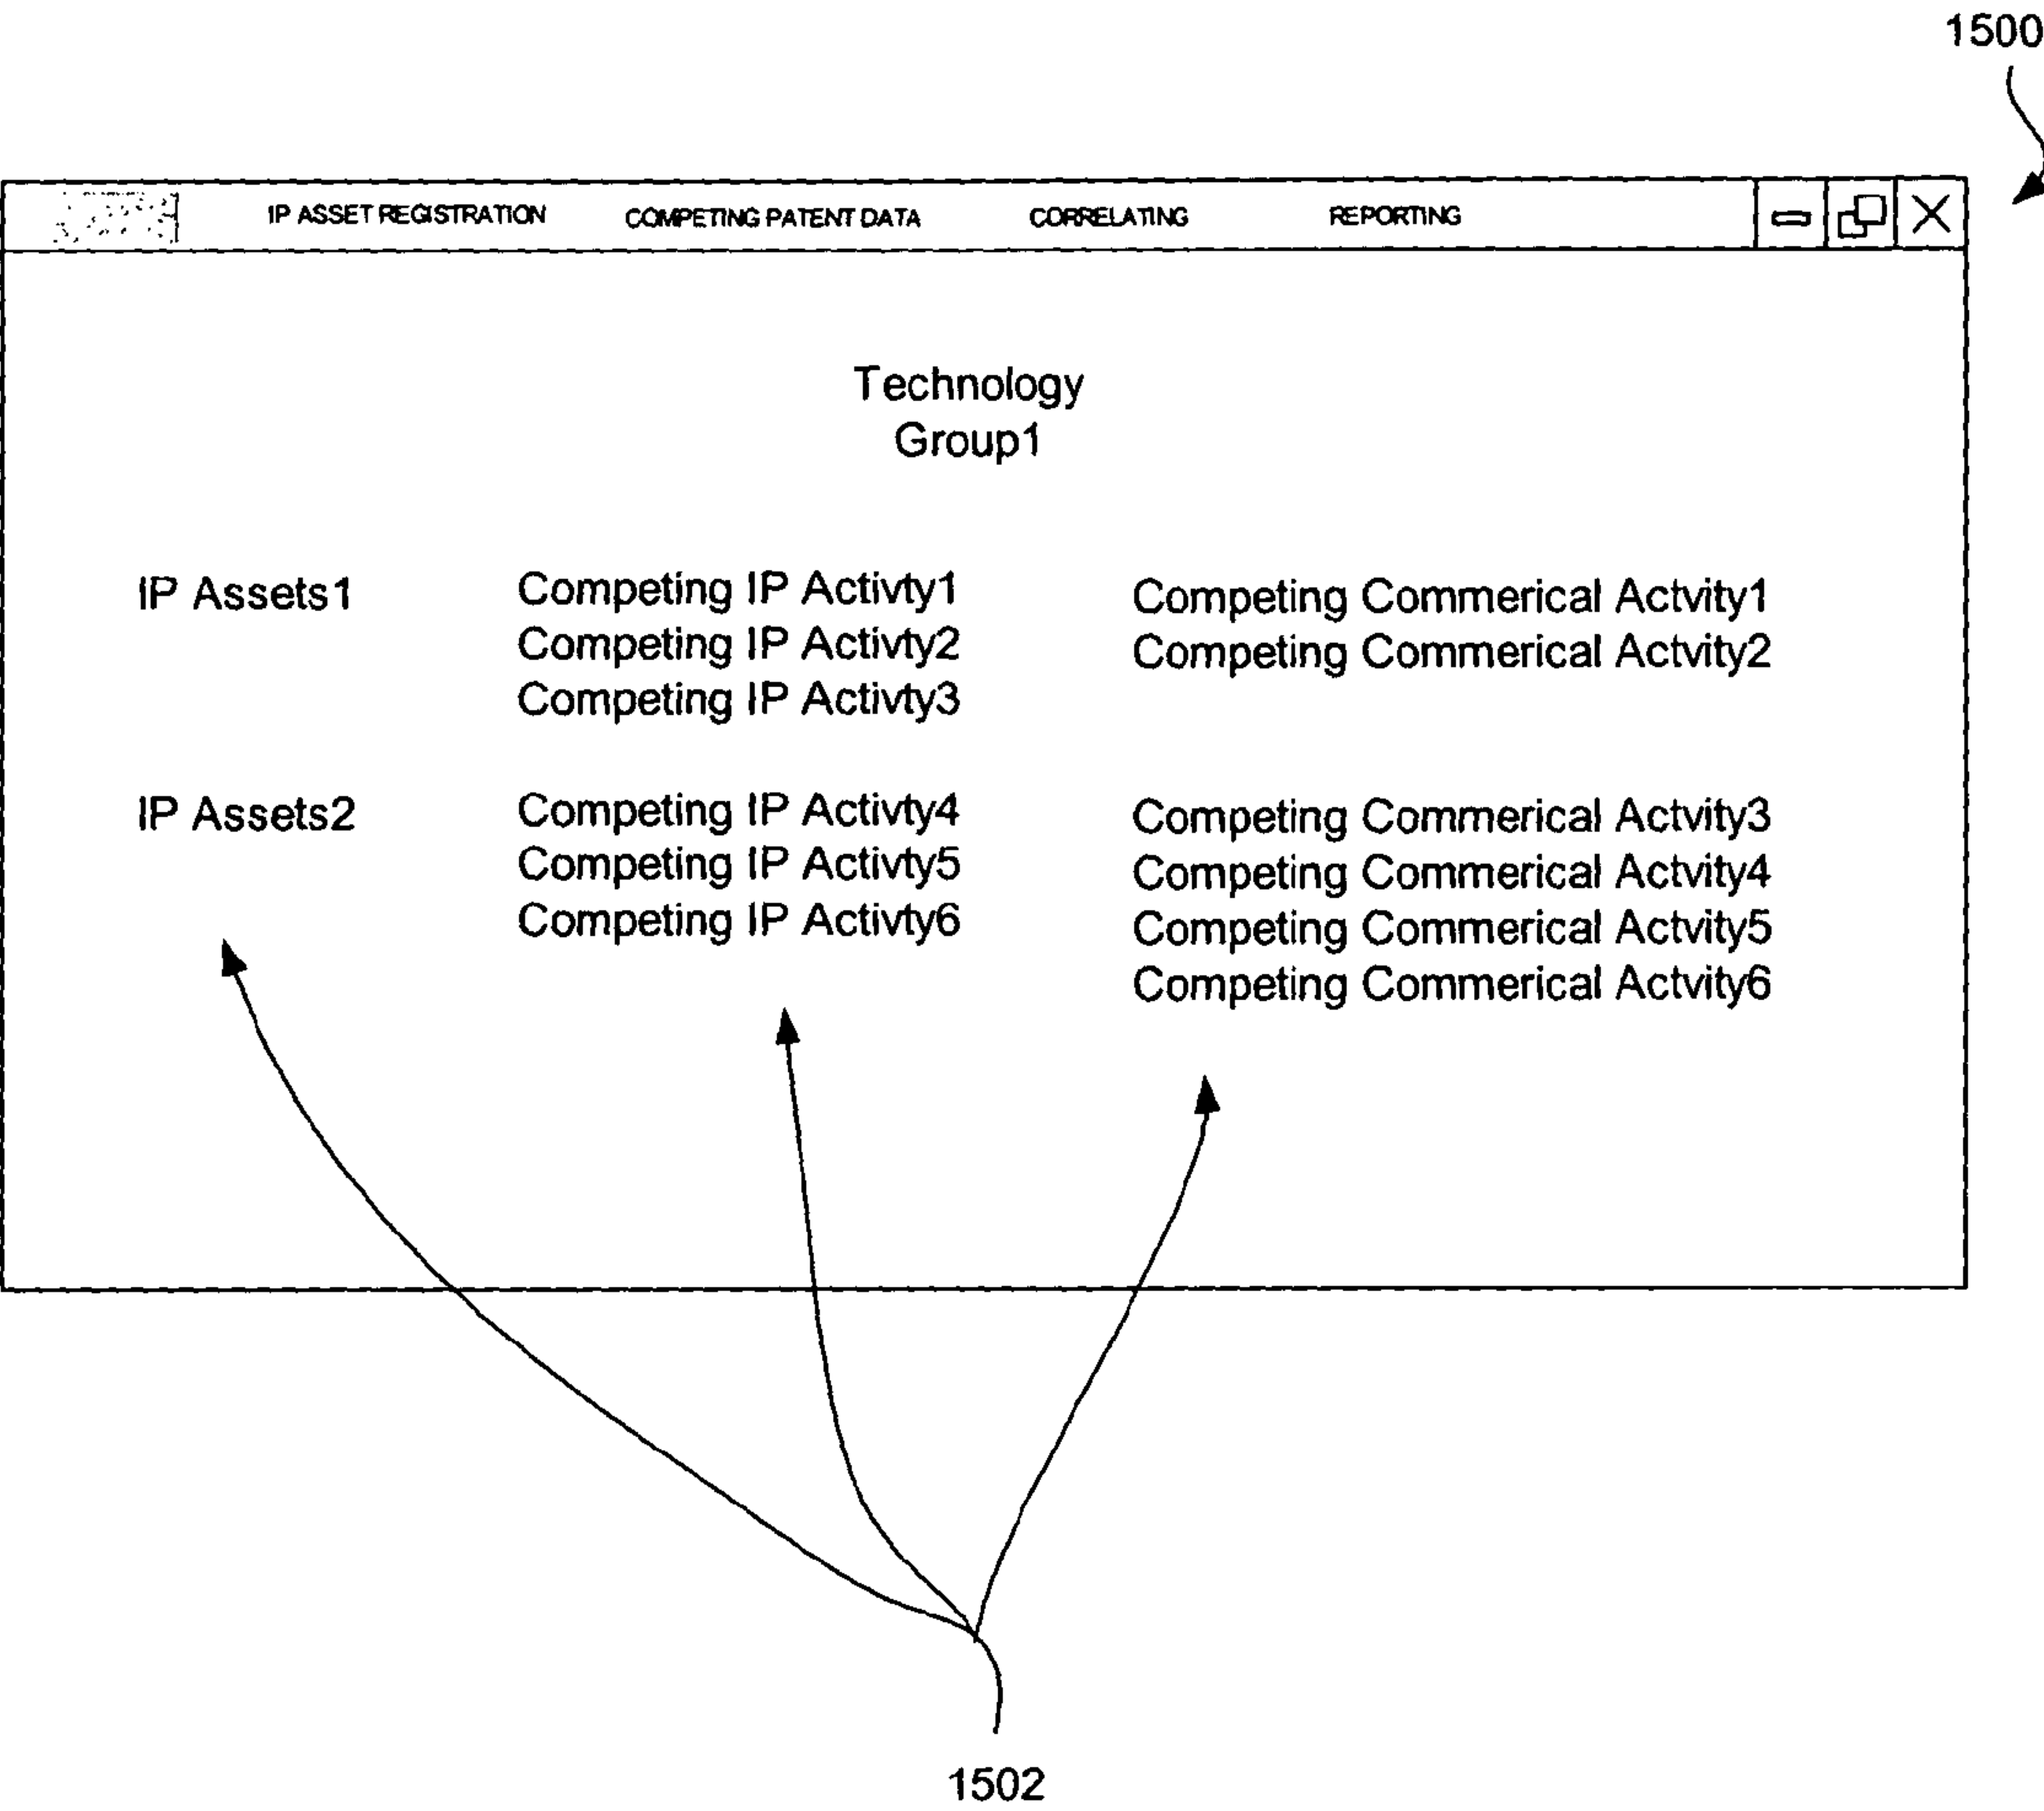 1500
IP ASSET REGISTRATION COMPETING PATENT DATA CORRELATING REPORTING
Technology
Group1
IP Assets1 Competing IP Activty1 Competing Commerical Actvity1
Competing IP Activty2 Competing Commerical Actvity2
Competing IP Activty3
IP Assets2 Competing IP Activty4 Competing Commerical Actvity3
Competing IP Activty5 Competing Commerical Actvity4
Competing IP Activty6 Competing Commerical Actvity5
Competing Commerical Actvity6
1502